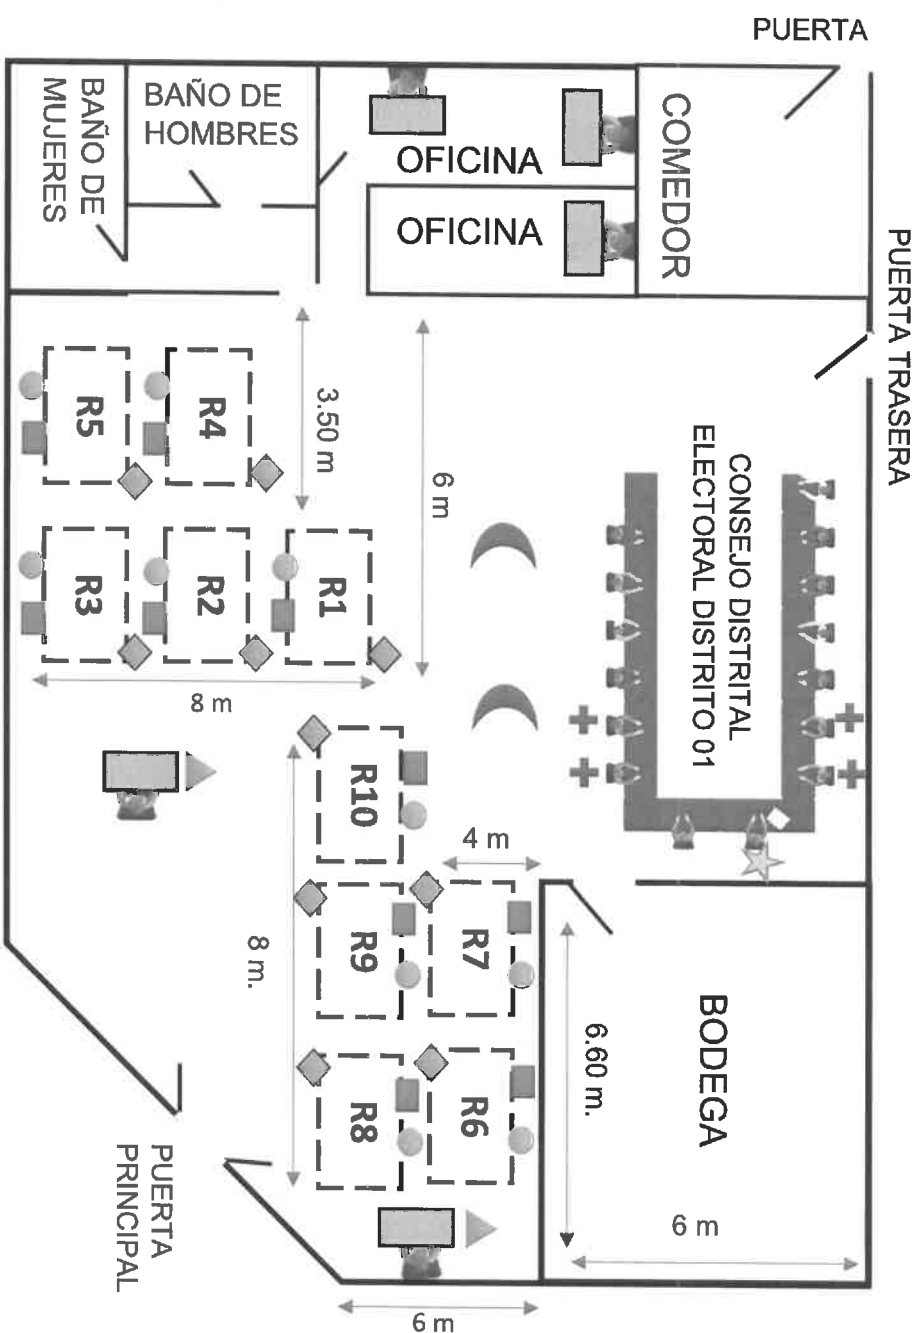 PUERTA
BAÑO DE
MUJERES
BAÑO DE
HOMBRES
OFICINA
OFICINA
COMEDOR
PUERTA TRASERA
R5
R4
3.50 m
6 m
CONSEJO DISTRITAL
ELECTORAL DISTRITO 01
R3
R2
R1
8 m
R10
4 m
R9
R7
8 m.
6.60 m.
BODEGA
R8
R6
PUERTA
PRINCIPAL
6 m
6 m